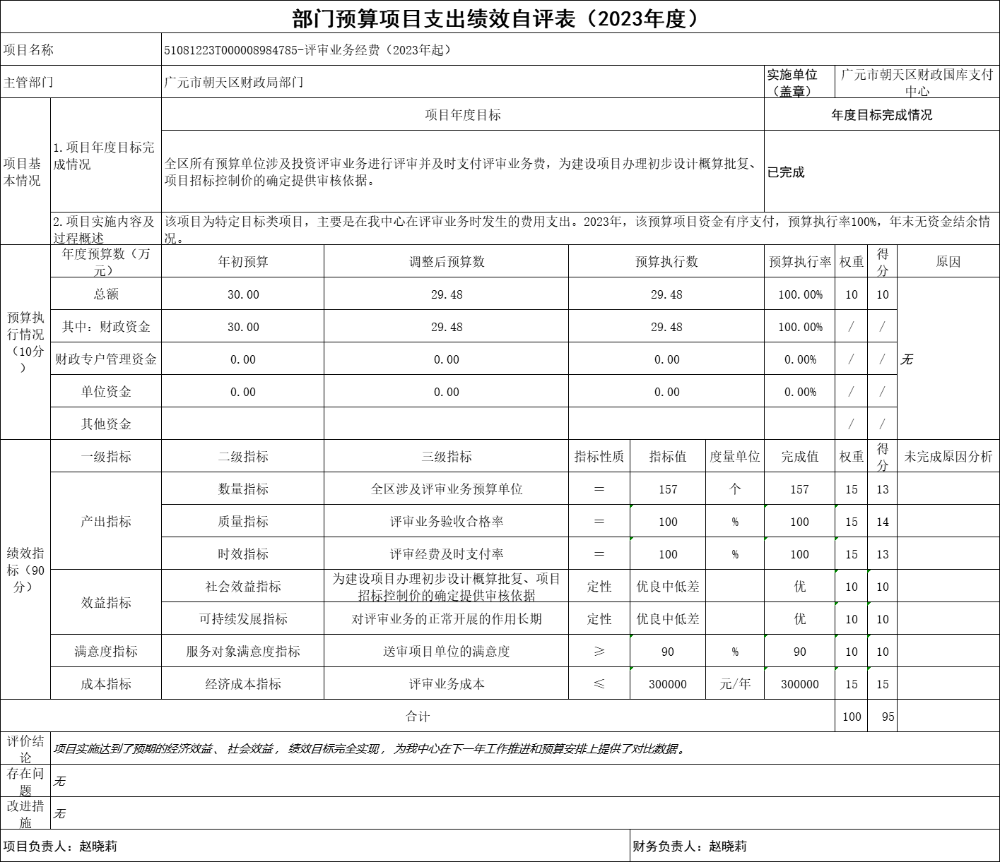 部门预算项目支出绩效自评表（2023年度）
项目名称 51081223T000008984785-评审业务经费（2023年起）
主管部门 广元市朝天区财政局部门 实施单位（盖章） 广元市朝天区财政国库支付中心
项目基本情况 1.项目年度目标完成情况 项目年度目标 年度目标完成情况
全区所有预算单位涉及投资评审业务进行评审并及时支付评审业务费，为建设项目办理初步设计概算批复、
项目招标控制价的确定提供审核依据。 已完成
2.项目实施内容及过程概述 该项目为特定目标类项目，主要是在我中心在评审业务时发生的费用支出。2023年，该预算项目资金有序支付，预算执行率100%，年末无资金结余情
况。
预算执行情况（10分） 年度预算数（万元） 年初预算 调整后预算数 预算执行数 预算执行率 权重 得分 原因
总额 30.00 29.48 29.48 100.00% 10 10 无
其中：财政资金 30.00 29.48 29.48 100.00% / /
财政专户管理资金 0.00 0.00 0.00 0.00% / /
单位资金 0.00 0.00 0.00 0.00% / /
其他资金 / /
绩效指标（90分） 一级指标 二级指标 三级指标 指标性质 指标值 度量单位 完成值 权重 得分 未完成原因分析
产出指标 数量指标 全区涉及评审业务预算单位 ＝ 157 个 157 15 13
质量指标 评审业务验收合格率 ＝ 100 % 100 15 14
时效指标 评审经费及时支付率 ＝ 100 % 100 15 13
效益指标 社会效益指标 为建设项目办理初步设计概算批复、项目招标控制价的确定提供审核依据 定性 优良中低差 优 10 10
可持续发展指标 对评审业务的正常开展的作用长期 定性 优良中低差 优 10 10
满意度指标 服务对象满意度指标 送审项目单位的满意度 ≥ 90 % 90 10 10
成本指标 经济成本指标 评审业务成本 ≤ 300000 元/年 300000 15 15
合计 100 95
评价结论 项目实施达到了预期的经济效益、社会效益，绩效目标完全实现，为我中心在下一年工作推进和预算安排上提供了对比数据。
存在问题 无
改进措施 无
项目负责人：赵晓莉 财务负责人：赵晓莉